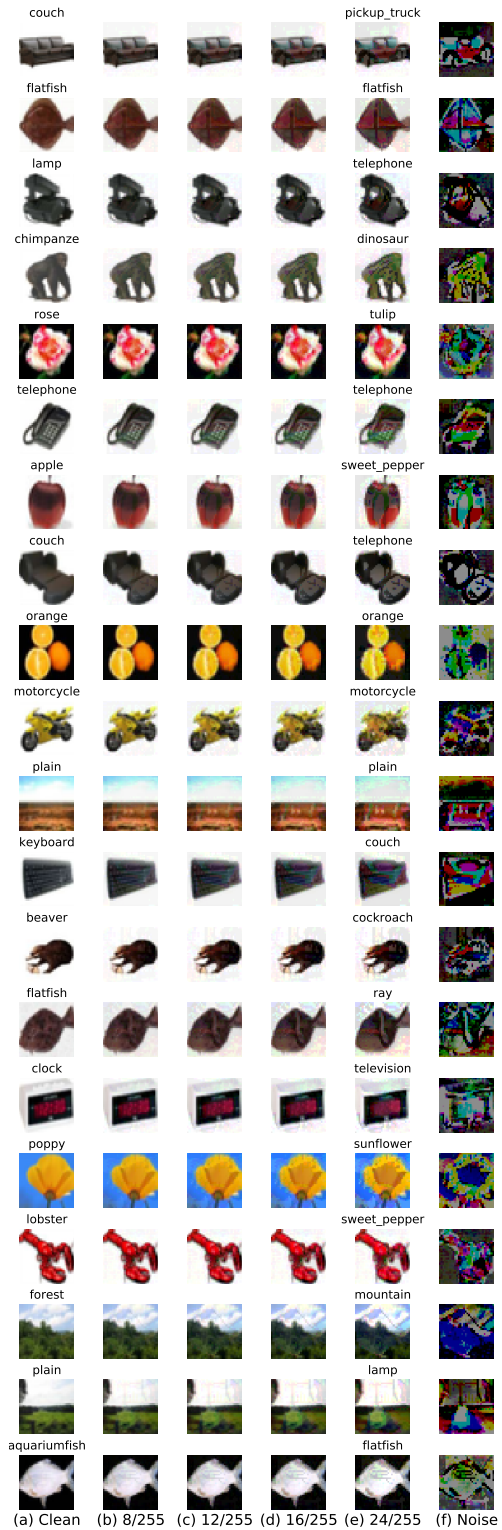 couch pickup_truck
flatfish flatfish
lamp telephone
chimpanze dinosaur
rose tulip
telephone telephone
apple sweet_pepper
couch telephone
orange orange
motorcycle motorcycle
plain plain
keyboard couch
beaver cockroach
flatfish ray
clock television
poppy sunflower
lobster sweet_pepper
forest mountain
plain lamp
aquariumfish flatfish
(a) Clean (b) 8/255 (c) 12/255 (d) 16/255 (e) 24/255 (f) Noise